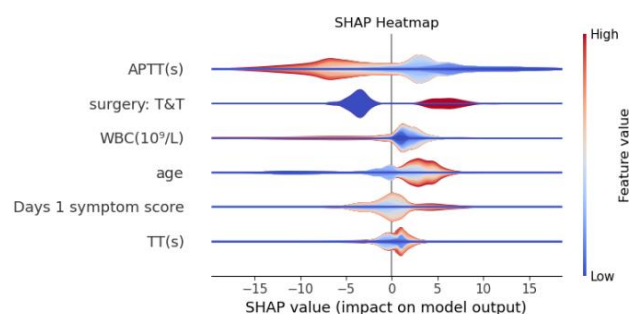 SHAP Heatmap
High
APTT(s)
surgery: T&T
WBC(10⁹/L)
age
Days 1 symptom score
TT(s)
Feature value
Low
−15 −10 −5 0 5 10 15
SHAP value (impact on model output)